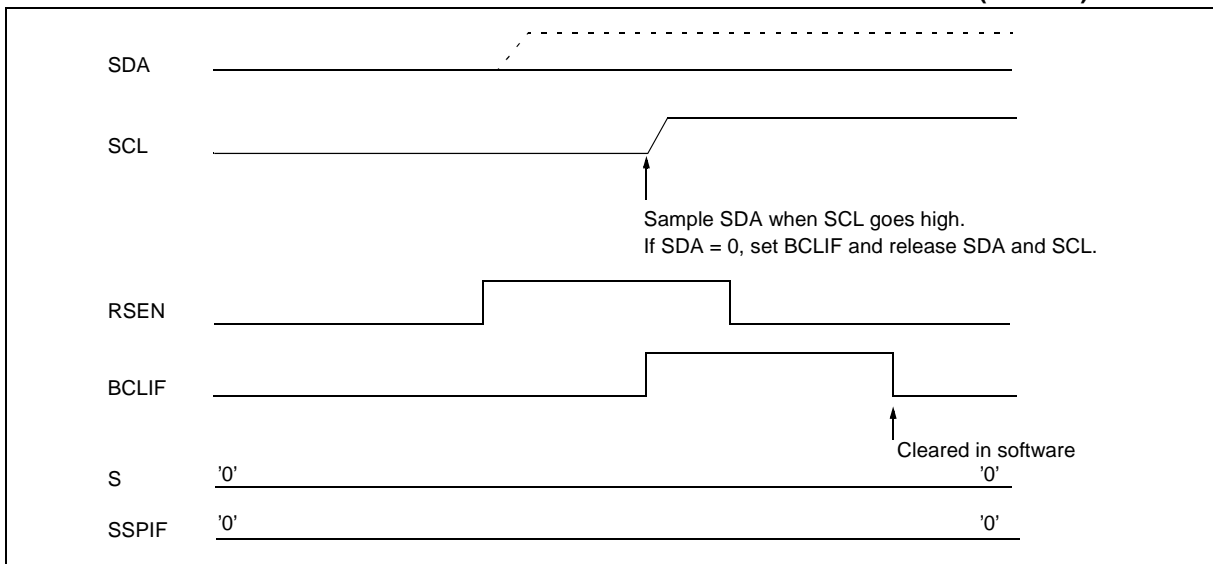 SDA
SCL
Sample SDA when SCL goes high.
If SDA = 0, set BCLIF and release SDA and SCL.
RSEN
BCLIF
Cleared in software
S '0' '0'
SSPIF '0' '0'